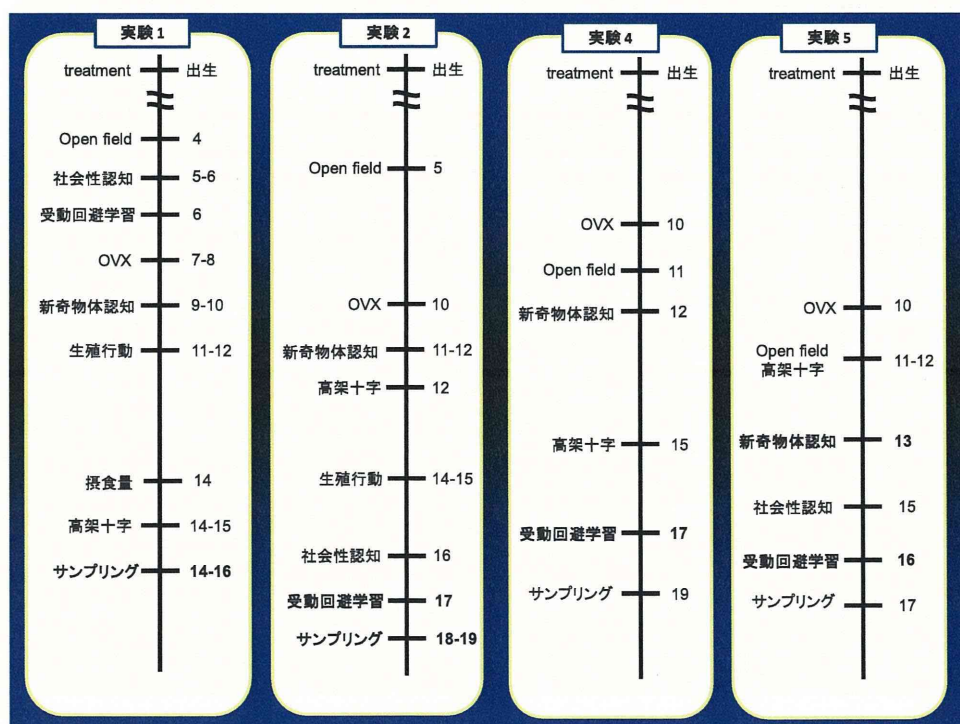 実験1
treatment 出生
Open field 4
社会性認知 5-6
受動回避学習 6
OVX 7-8
新奇物体認知 9-10
生殖行動 11-12
摂食量 14
高架十字 14-15
サンプリング 14-16
実験2
treatment 出生
Open field 5
OVX 10
新奇物体認知 11-12
高架十字 12
生殖行動 14-15
社会性認知 16
受動回避学習 17
サンプリング 18-19
実験4
treatment 出生
OVX 10
Open field 11
新奇物体認知 12
高架十字 15
受動回避学習 17
サンプリング 19
実験5
treatment 出生
OVX 10
Open field
高架十字 11-12
新奇物体認知 13
社会性認知 15
受動回避学習 16
サンプリング 17